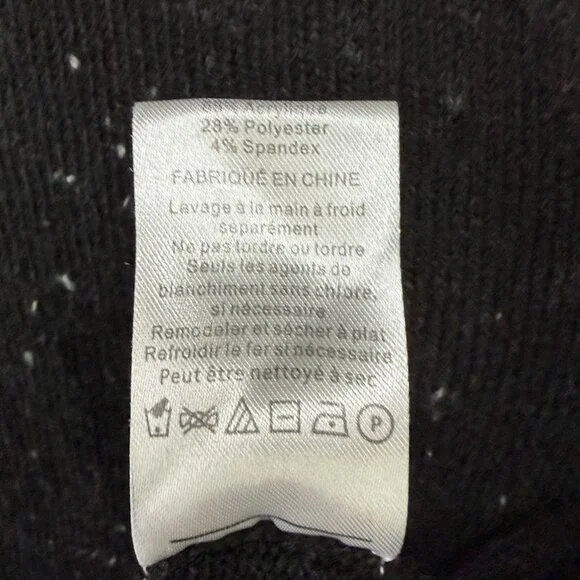 Acrylique
28% Polyester
4% Spandex
FABRIQUÉ EN CHINE
Lavage à la main à froid
séparément
Ne pas tordre ou tordre
Seuls les agents de
blanchiment sans chlore,
si nécessaire
Remodeler et sécher à plat
Refroidir le fer si nécessaire
Peut être nettoyé à sec
P